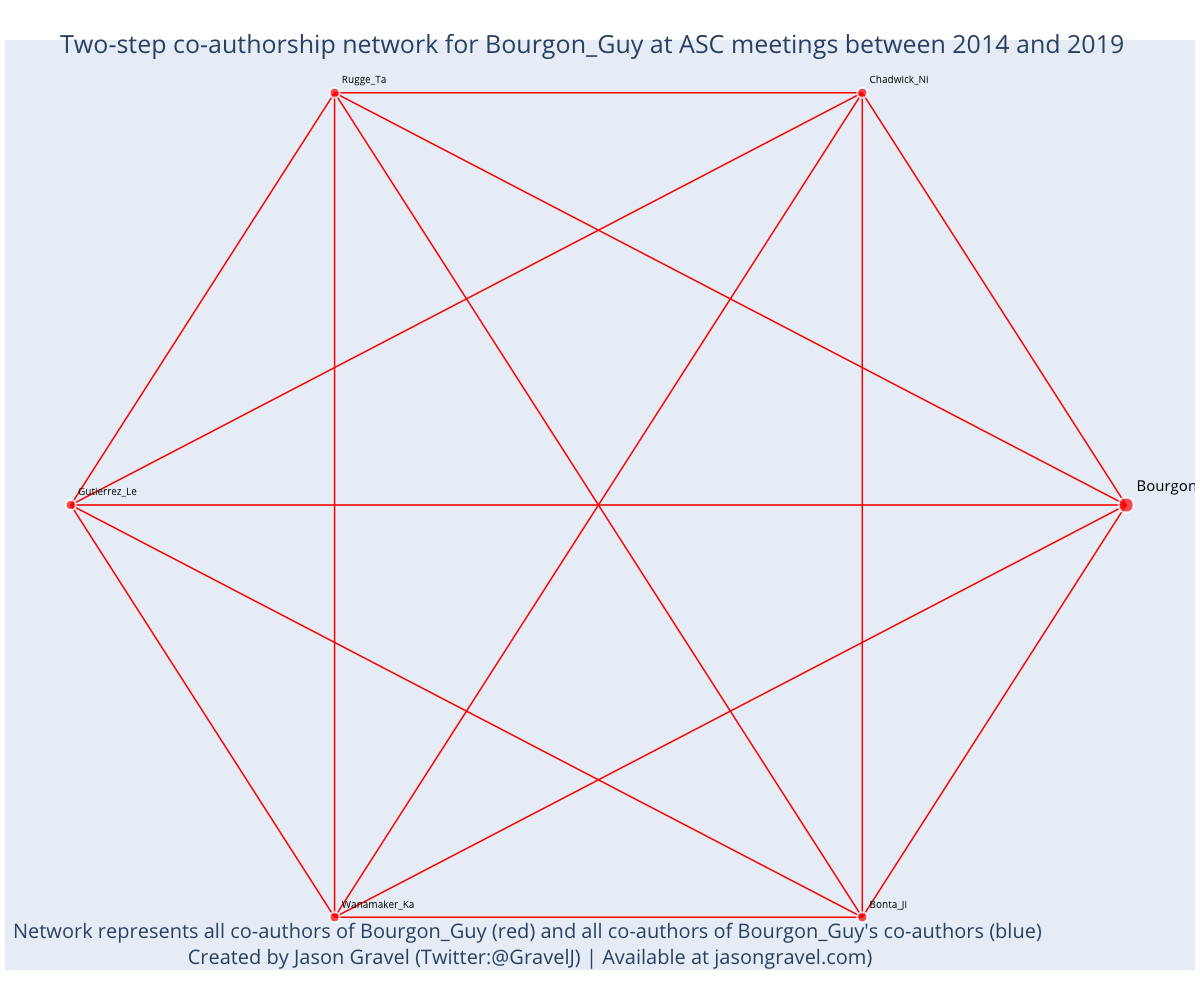 Two-step co-authorship network for Bourgon_Guy at ASC meetings between 2014 and 2019
Rugge_Ta
Chadwick_Ni
Gutierrez_Le
Bourgon
Wanamaker_Ka
Bonta_Ji
Network represents all co-authors of Bourgon_Guy (red) and all co-authors of Bourgon_Guy's co-authors (blue)
Created by Jason Gravel (Twitter:@GravelJ) | Available at jasongravel.com)